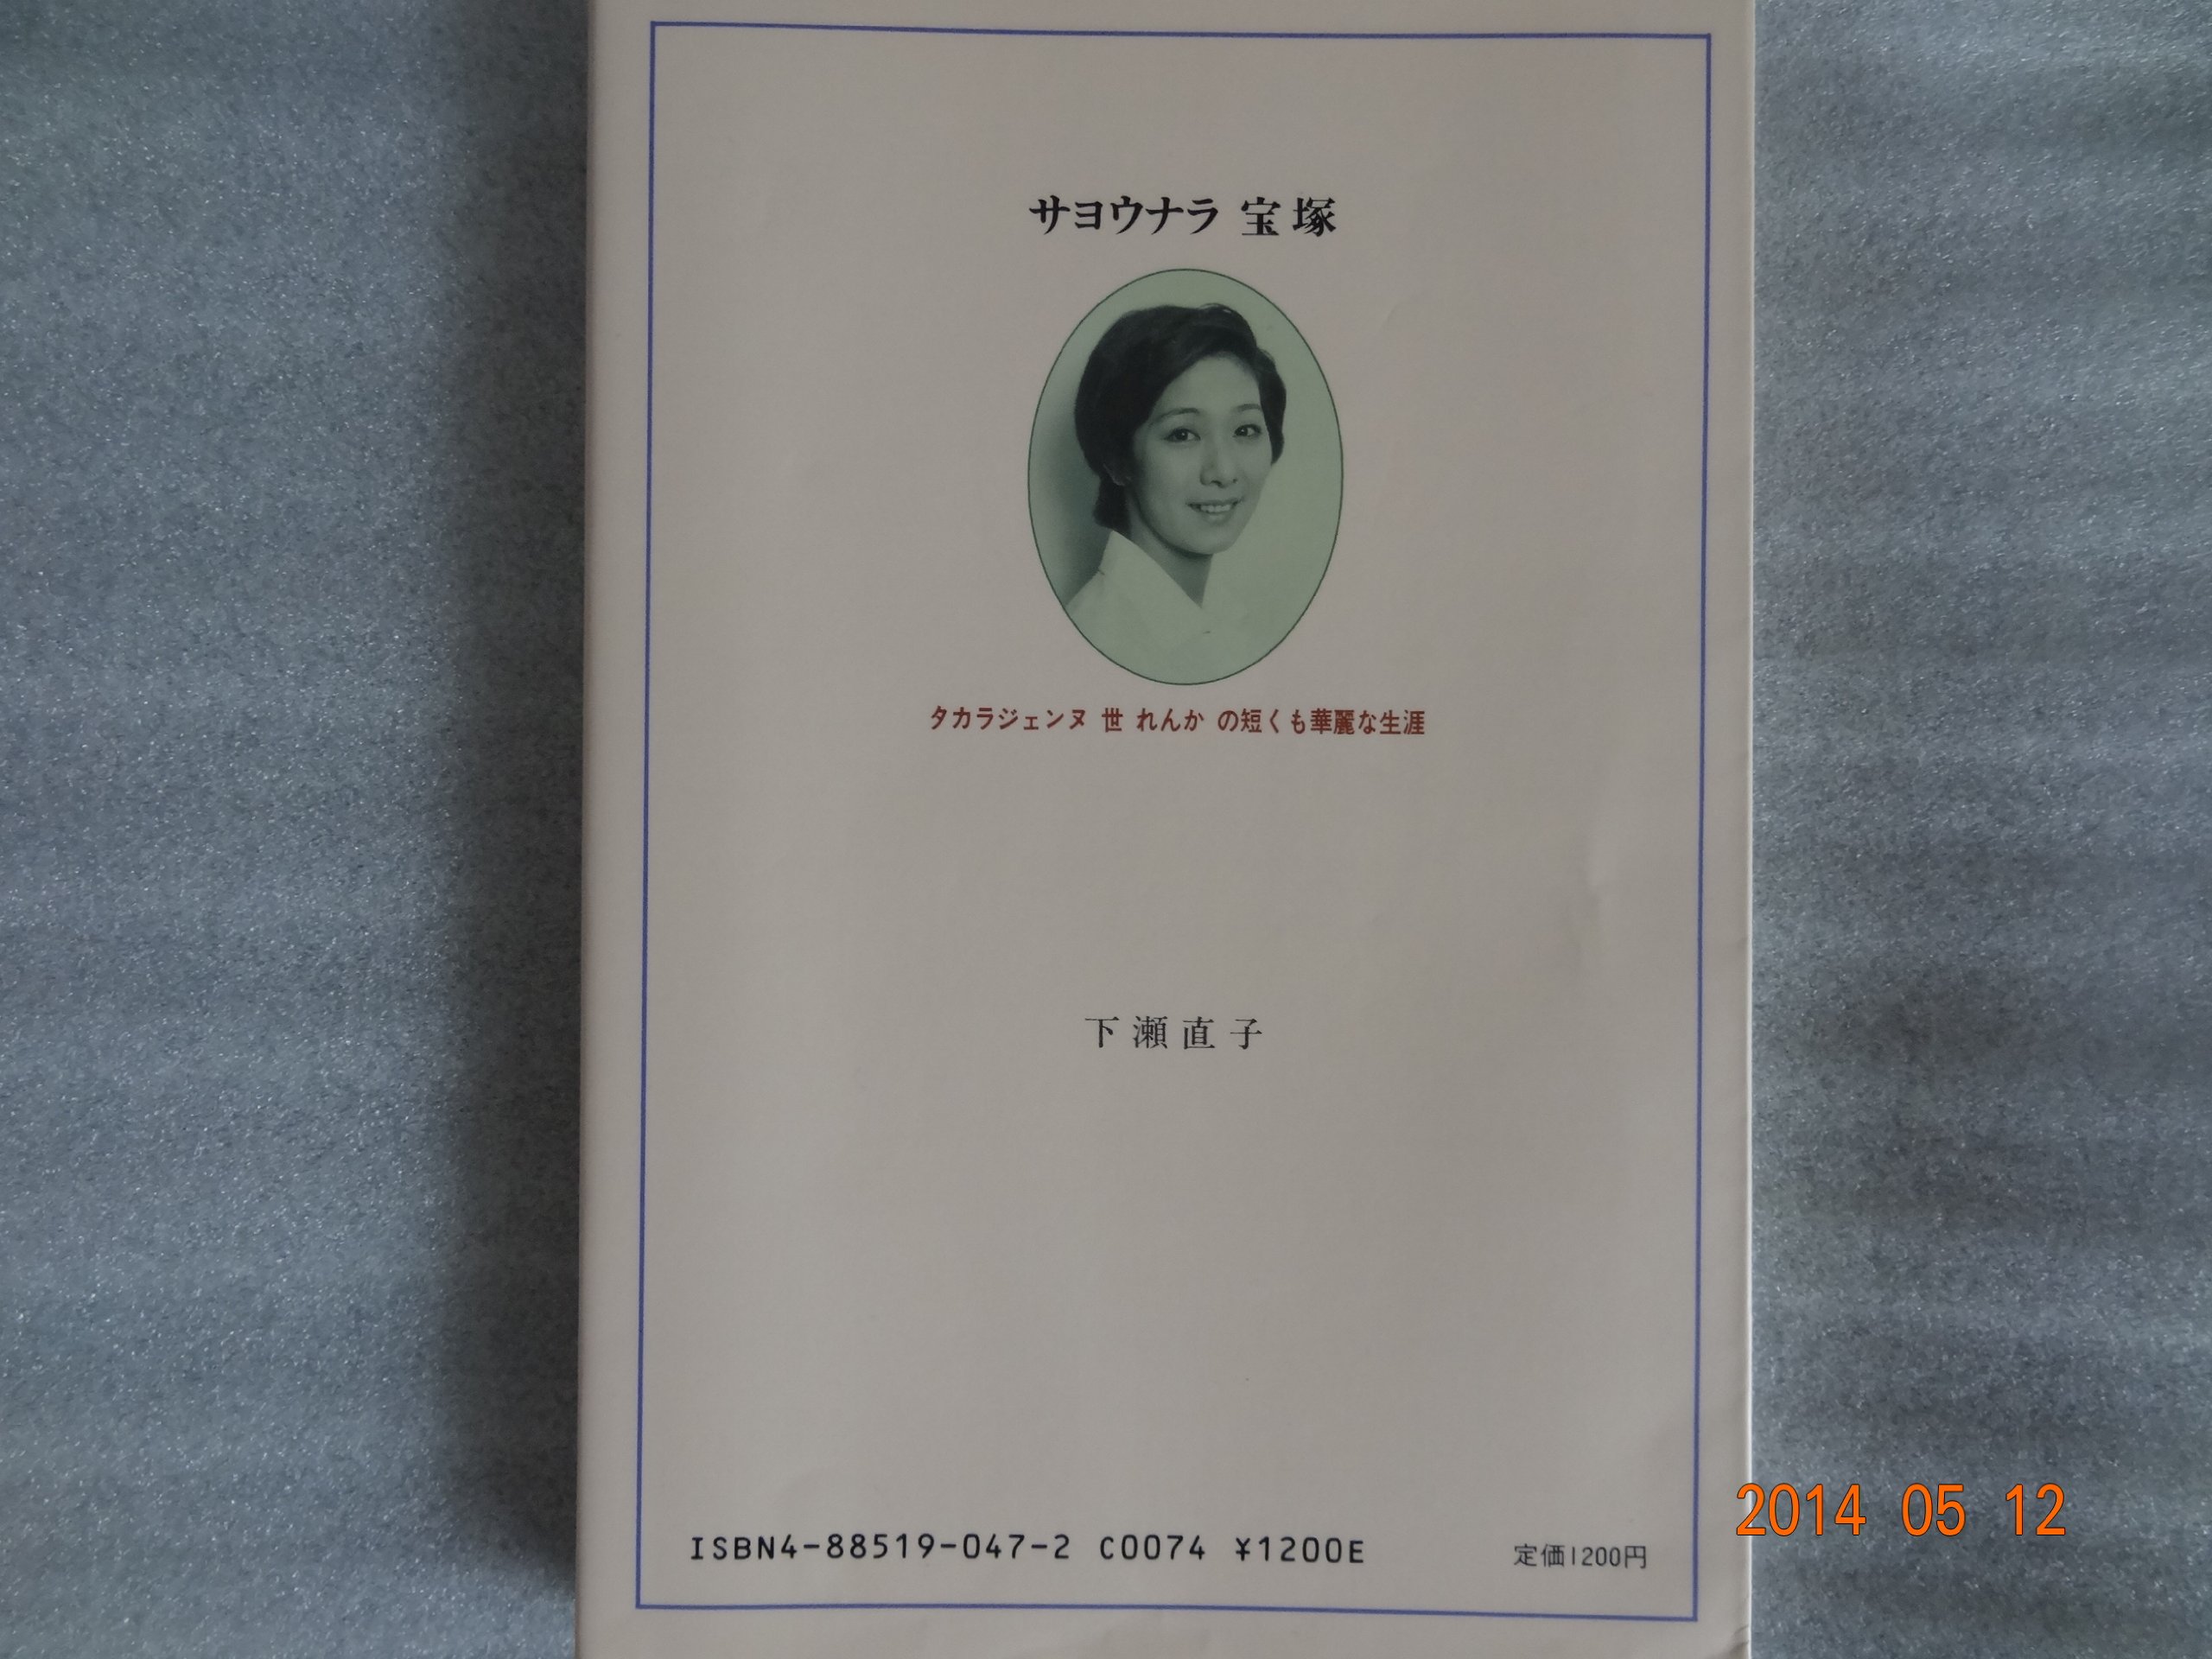 サヨウナラ 宝塚
タカラジェンヌ 世 れんか の短くも華麗な生涯
下瀬直子
ISBN4-88519-047-2 C0074 ¥1200E
定価1200円
2014 05 12